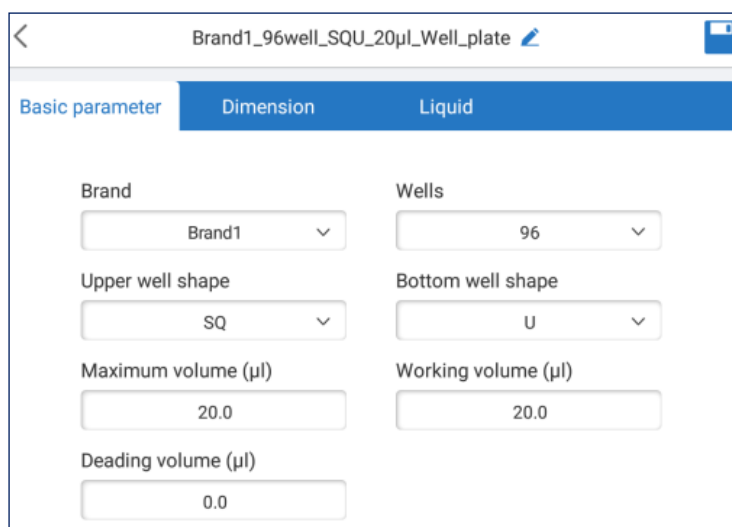 Brand1_96well_SQU_20µl_Well_plate
Basic parameter Dimension Liquid
Brand Wells
Brand1 96
Upper well shape Bottom well shape
SQ U
Maximum volume (µl) Working volume (µl)
20.0 20.0
Deading volume (µl)
0.0